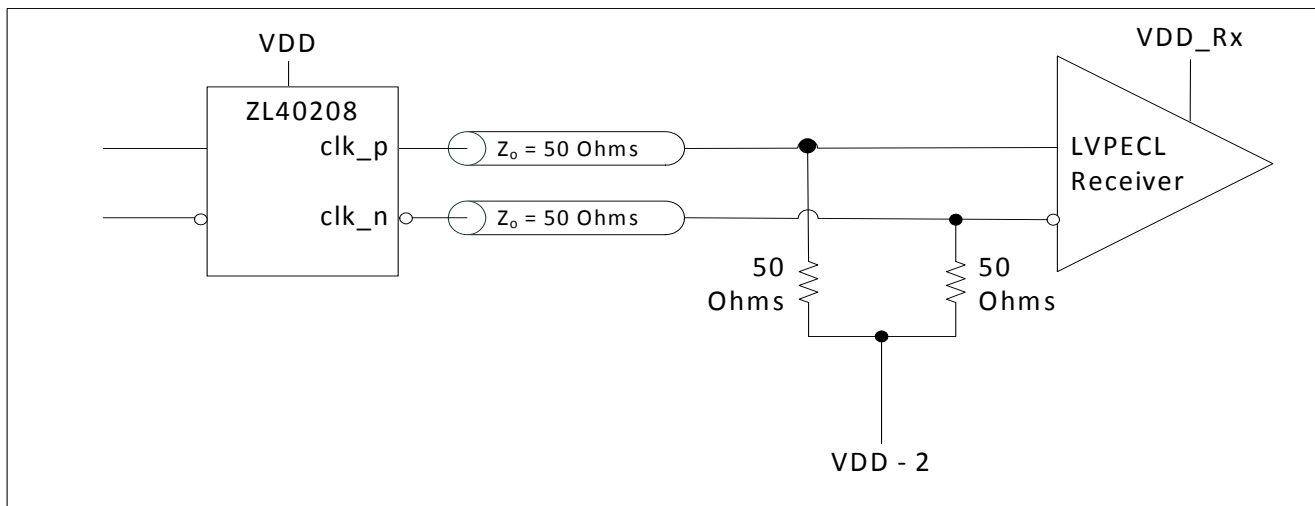 VDD
VDD_Rx
ZL40208
clk_p
Zₒ = 50 Ohms
LVPECL
Receiver
clk_n
Zₒ = 50 Ohms
50
Ohms
50
Ohms
VDD - 2